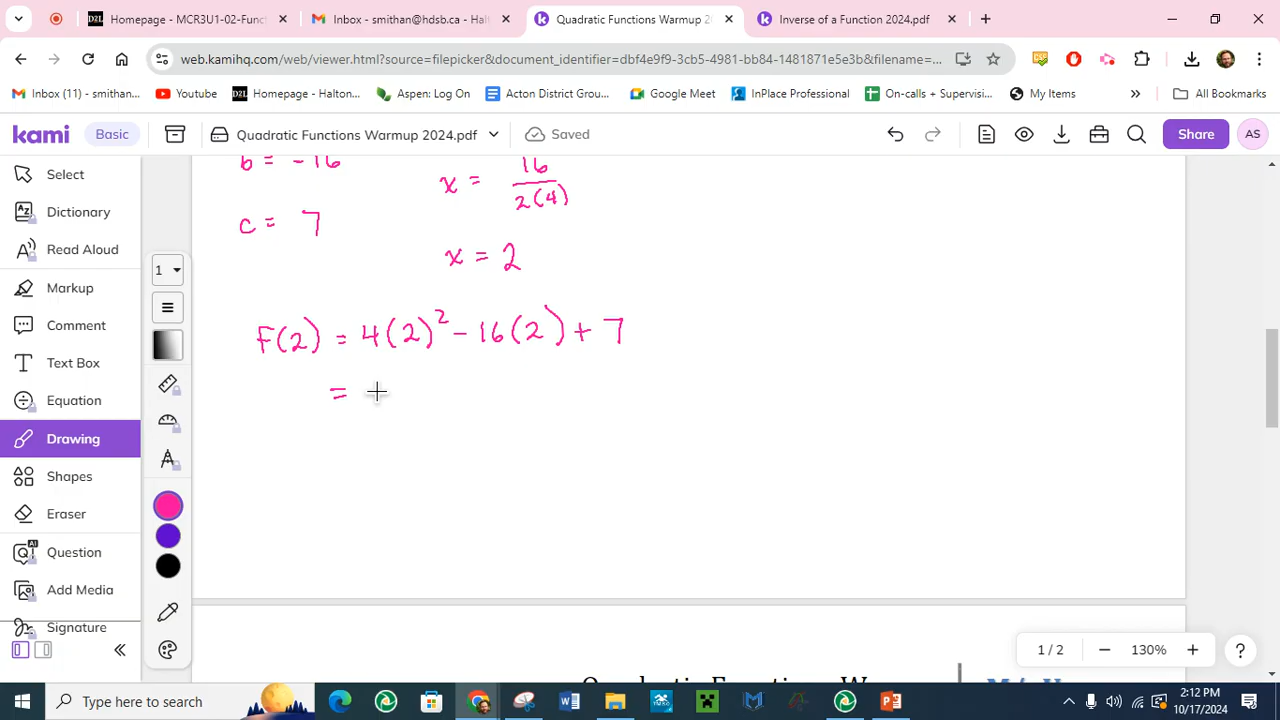 Homepage - MCR3U1-02-Func
Inbox - smithan@hdsb.ca - Halt
Quadratic Functions Warmup 2
Inverse of a Function 2024.pdf
web.kamihq.com/web/viewer.html?source=filepicker&document_identifier=dbf4e9f9-3cb5-4981-bb84-1481871e5e3b&filename=...
Inbox (11) - smithan... YouTube D2L Homepage - Halton... Aspen: Log On Acton District Grou... Google Meet InPlace Professional On-calls + Supervisi... My Items » All Bookmarks
kami Basic Quadratic Functions Warmup 2024.pdf Saved Share AS
Select
Dictionary
Read Aloud
Markup
Comment
Text Box
Equation
Drawing
Shapes
Eraser
Question
Add Media
Signature
1
b = -16
x = 16
2(4)
c = 7
x = 2
F(2) = 4(2)² - 16(2) + 7
=
1 / 2 130%
Type here to search
2:12 PM
10/17/2024